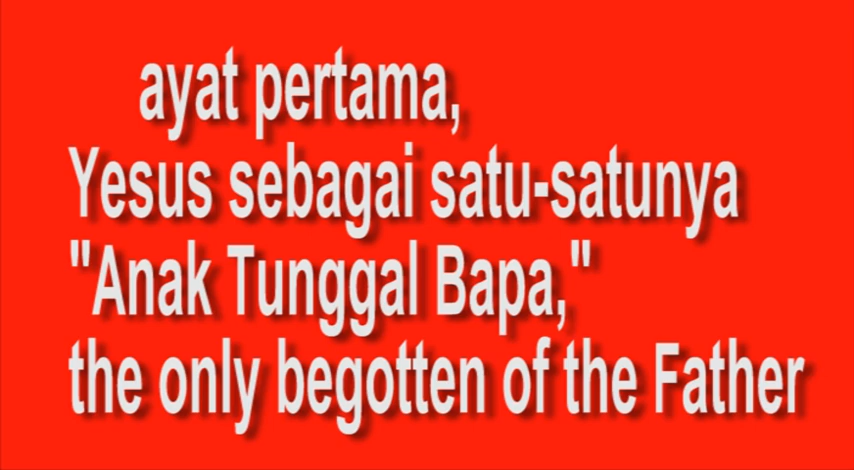 ayat pertama,
Yesus sebagai satu-satunya
"Anak Tunggal Bapa,"
the only begotten of the Father